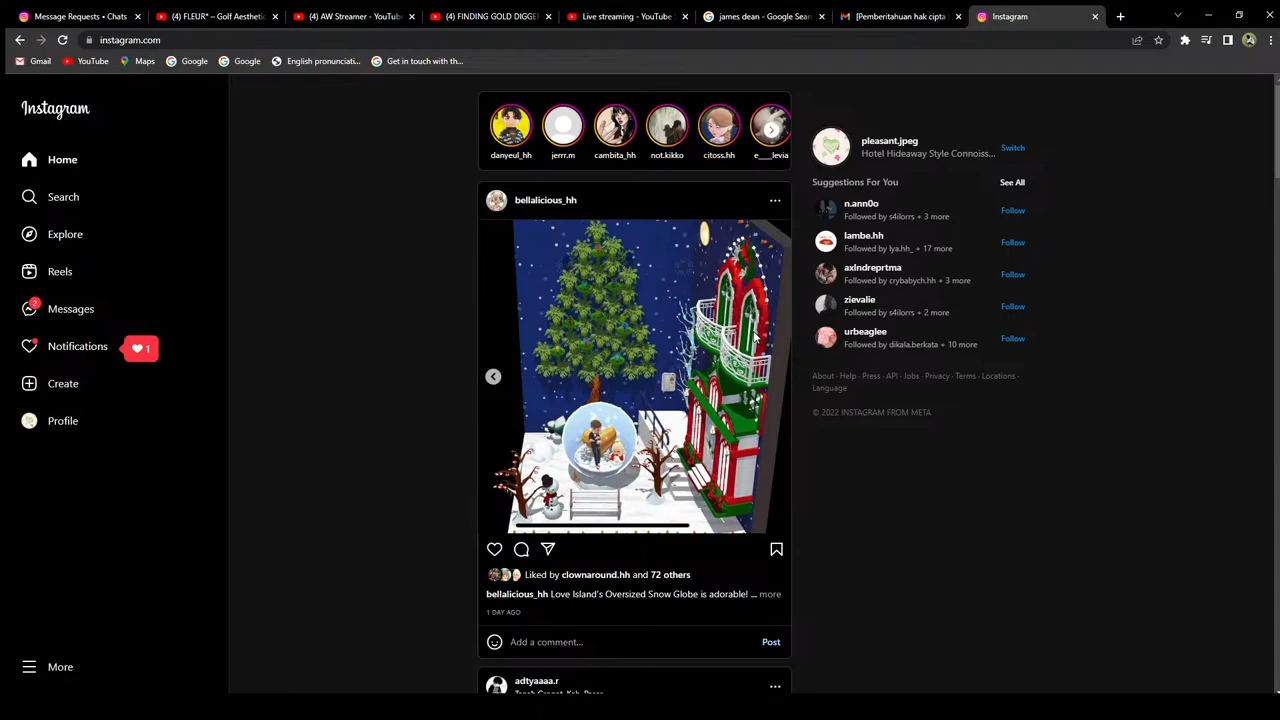 Message Requests • Chats
(4) FLEUR* – Golf Aesthetic
(4) AW Streamer - YouTube
(4) FINDING GOLD DIGGE
Live streaming - YouTube
james dean - Google Sear
[Pemberitahuan hak cipta
Instagram
instagram.com
Gmail
YouTube
Maps
Google
Google
English pronunciati...
Get in touch with th...
Instagram
Home
Search
Explore
Reels
2
Messages
Notifications
1
Create
Profile
More
danyeul_hh
jerrr.m
cambita_hh
not.kikko
citoss.hh
e___levia
bellalicious_hh
Liked by clownaround.hh and 72 others
bellalicious_hh Love Island's Oversized Snow Globe is adorable! ... more
1 DAY AGO
Add a comment...
Post
adtyaaaa.r
pleasant.jpeg
Hotel Hideaway Style Connoiss...
Switch
Suggestions For You
See All
n.ann0o
Followed by s4ilorrs + 3 more
Follow
lambe.hh
Followed by lya.hh_ + 17 more
Follow
axlndreprtma
Followed by crybabych.hh + 3 more
Follow
zievalie
Followed by s4ilorrs + 2 more
Follow
urbeaglee
Followed by dikala.berkata + 10 more
Follow
About · Help · Press · API · Jobs · Privacy · Terms · Locations ·
Language
© 2022 INSTAGRAM FROM META